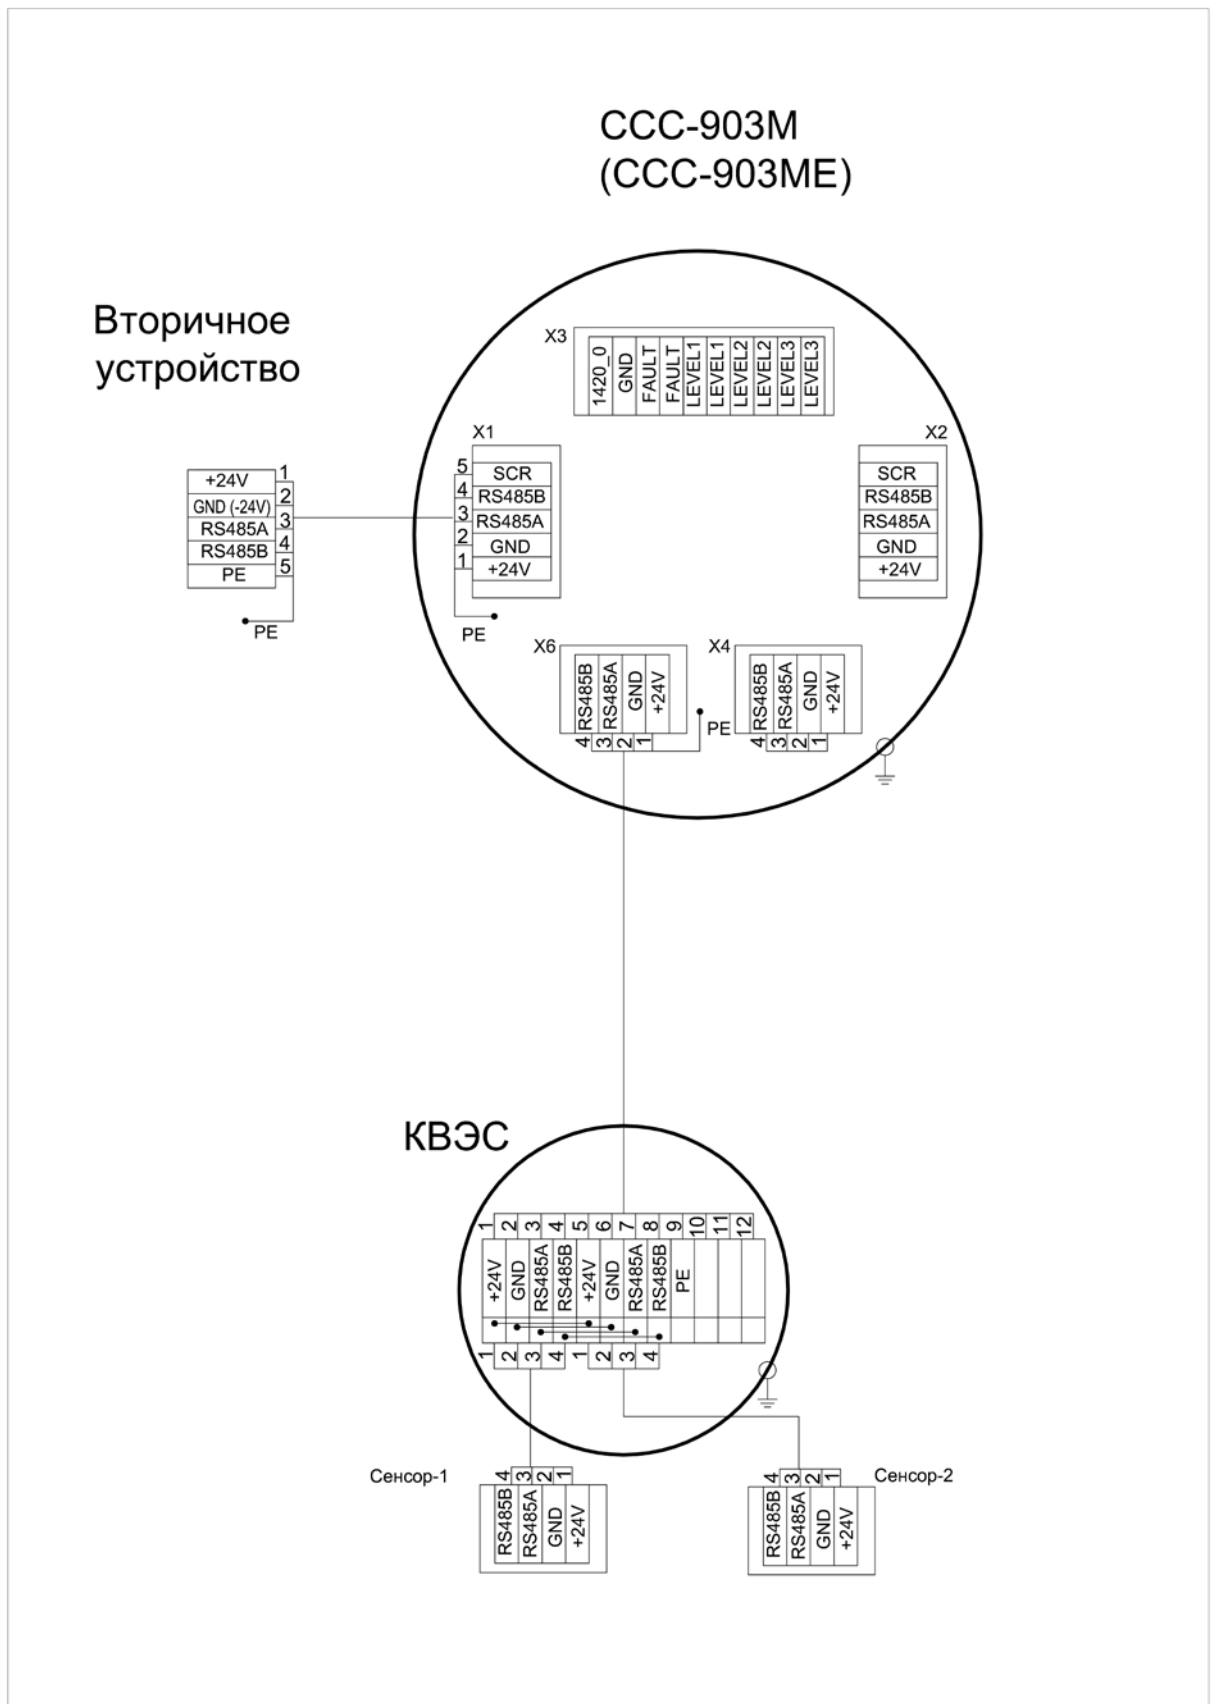 ССС-903М
(ССС-903МЕ)
Вторичное
устройство
X3
1420_0
GND
FAULT
FAULT
LEVEL1
LEVEL1
LEVEL2
LEVEL2
LEVEL3
LEVEL3
+24V 1
GND (-24V) 2
RS485A 3
RS485B 4
PE 5
PE
X1
5 SCR
4 RS485B
3 RS485A
2 GND
1 +24V
PE
X2
SCR
RS485B
RS485A
GND
+24V
X6
RS485B
RS485A
GND
+24V
4 3 2 1
PE
X4
RS485B
RS485A
GND
+24V
4 3 2 1
КВЭС
1 2 3 4 5 6 7 8 9 10 11 12
+24V
GND
RS485A
RS485B
+24V
GND
RS485A
RS485B
PE
1 2 3 4 1 2 3 4
Сенсор-1
4 3 2 1
RS485B
RS485A
GND
+24V
Сенсор-2
4 3 2 1
RS485B
RS485A
GND
+24V